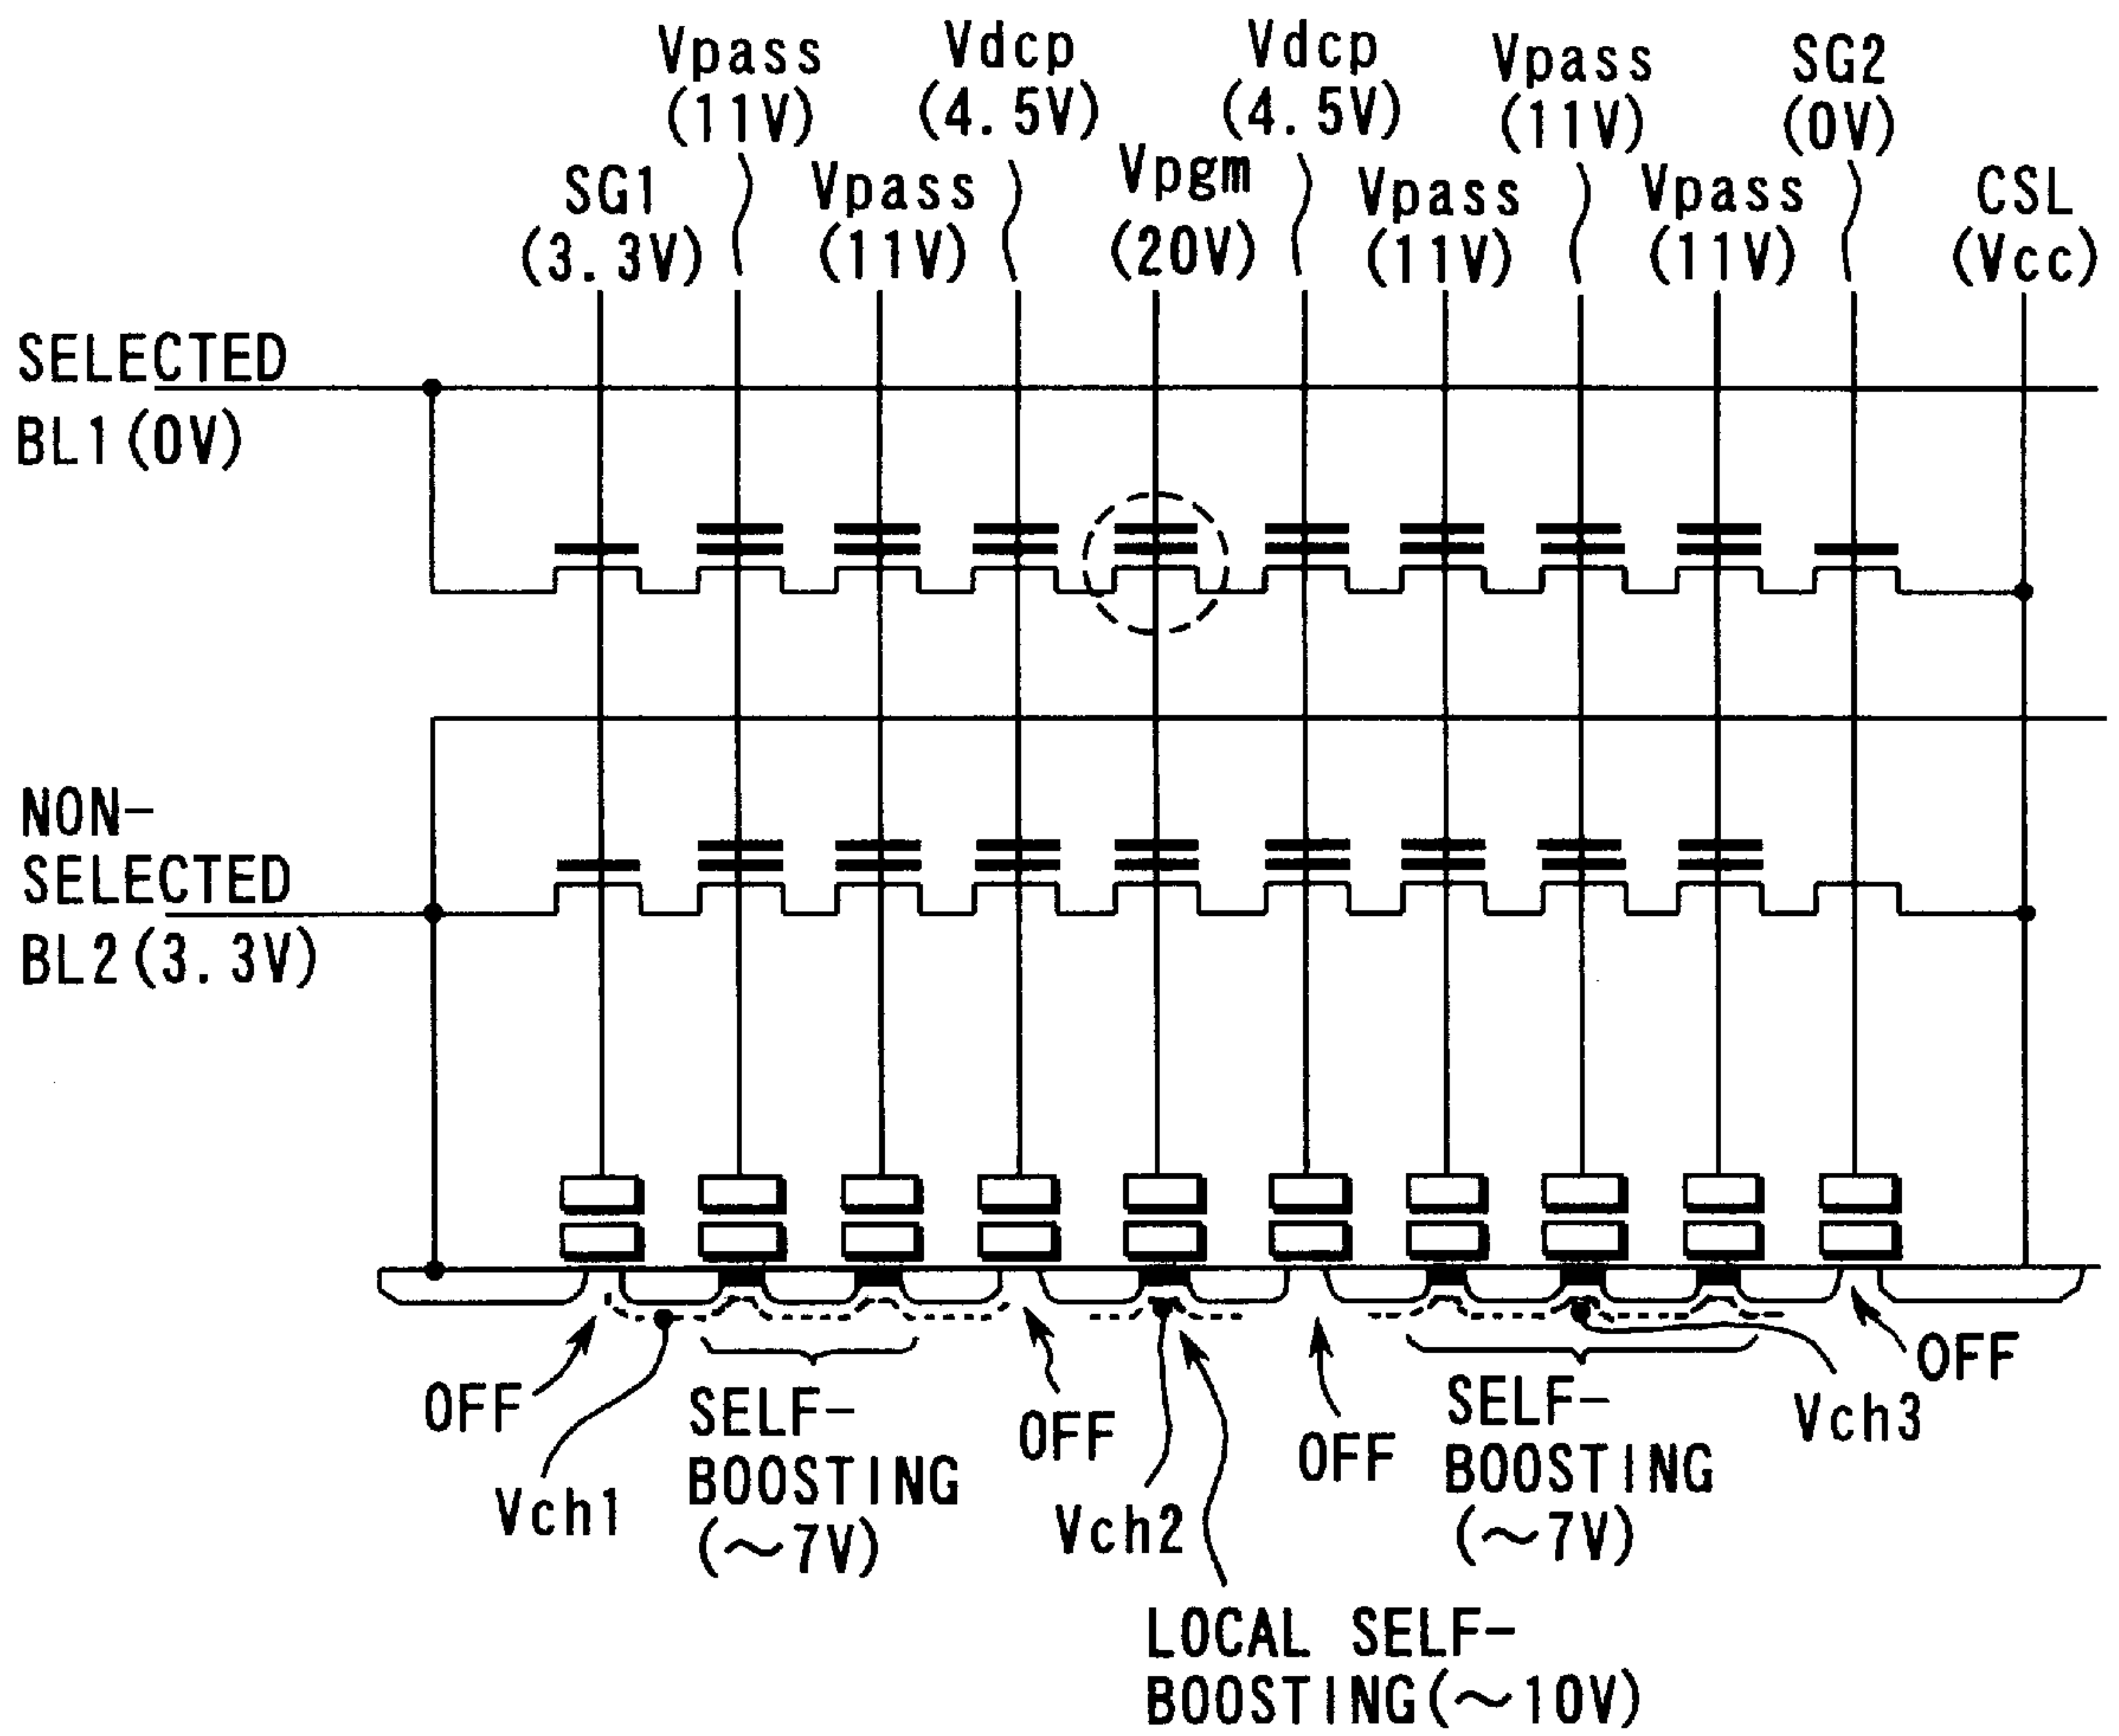 Vpass
(11V)
Vdcp
(4.5V)
Vdcp
(4.5V)
Vpass
(11V)
SG2
(0V)
SG1
(3.3V)
Vpass
(11V)
Vpgm
(20V)
Vpass
(11V)
Vpass
(11V)
CSL
(Vcc)
SELECTED
BL1(0V)
NON-
SELECTED
BL2(3.3V)
OFF
Vch1
SELF-
BOOSTING
(~7V)
OFF
Vch2
LOCAL SELF-
BOOSTING(~10V)
OFF
SELF-
BOOSTING
(~7V)
Vch3
OFF